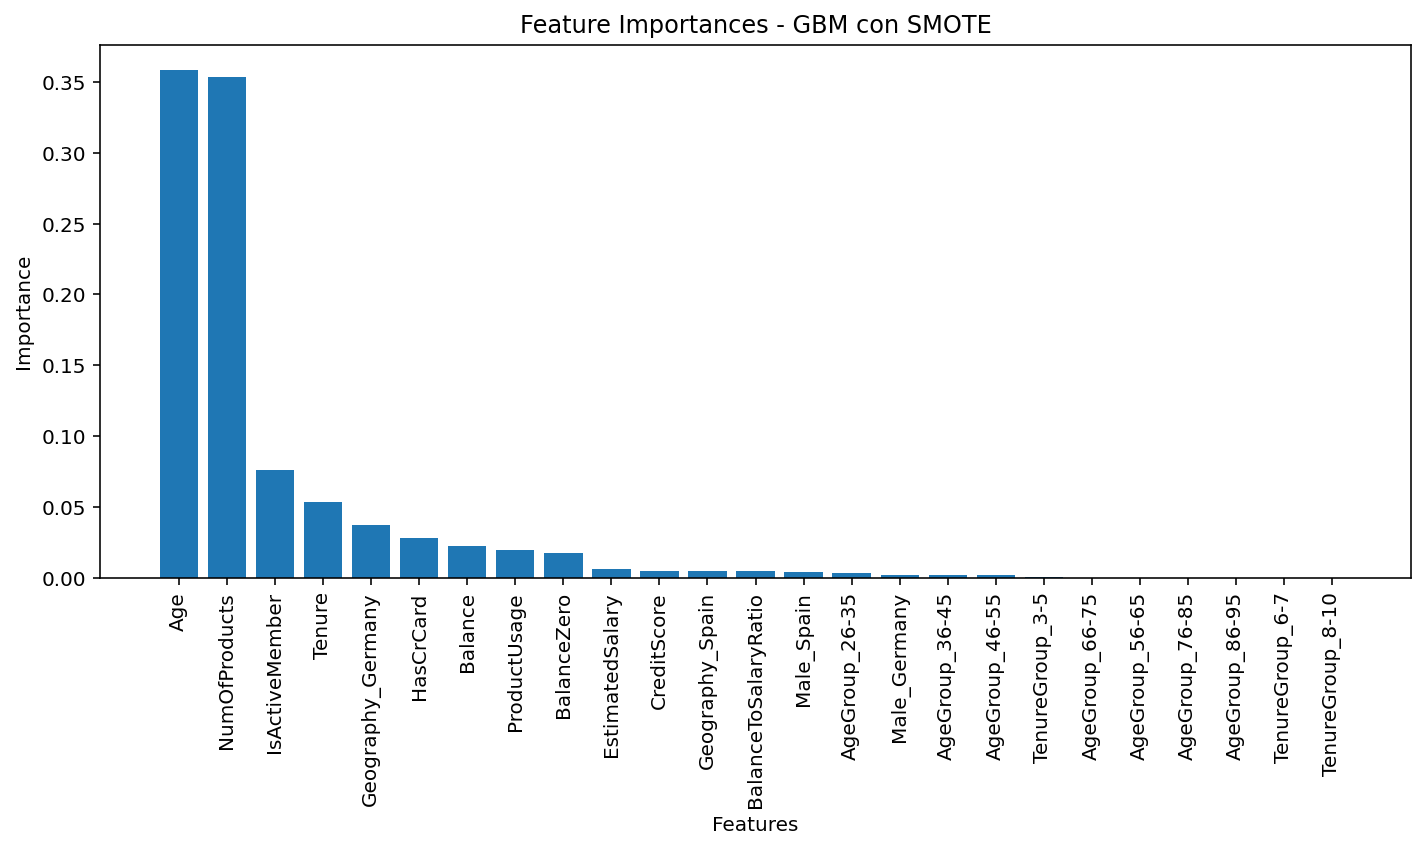 Feature Importances - GBM con SMOTE
Importance
0.35
0.30
0.25
0.20
0.15
0.10
0.05
0.00
Age
NumOfProducts
IsActiveMember
Tenure
Geography_Germany
HasCrCard
Balance
ProductUsage
BalanceZero
EstimatedSalary
CreditScore
Geography_Spain
BalanceToSalaryRatio
Male_Spain
AgeGroup_26-35
Male_Germany
AgeGroup_36-45
AgeGroup_46-55
TenureGroup_3-5
AgeGroup_66-75
AgeGroup_56-65
AgeGroup_76-85
AgeGroup_86-95
TenureGroup_6-7
TenureGroup_8-10
Features